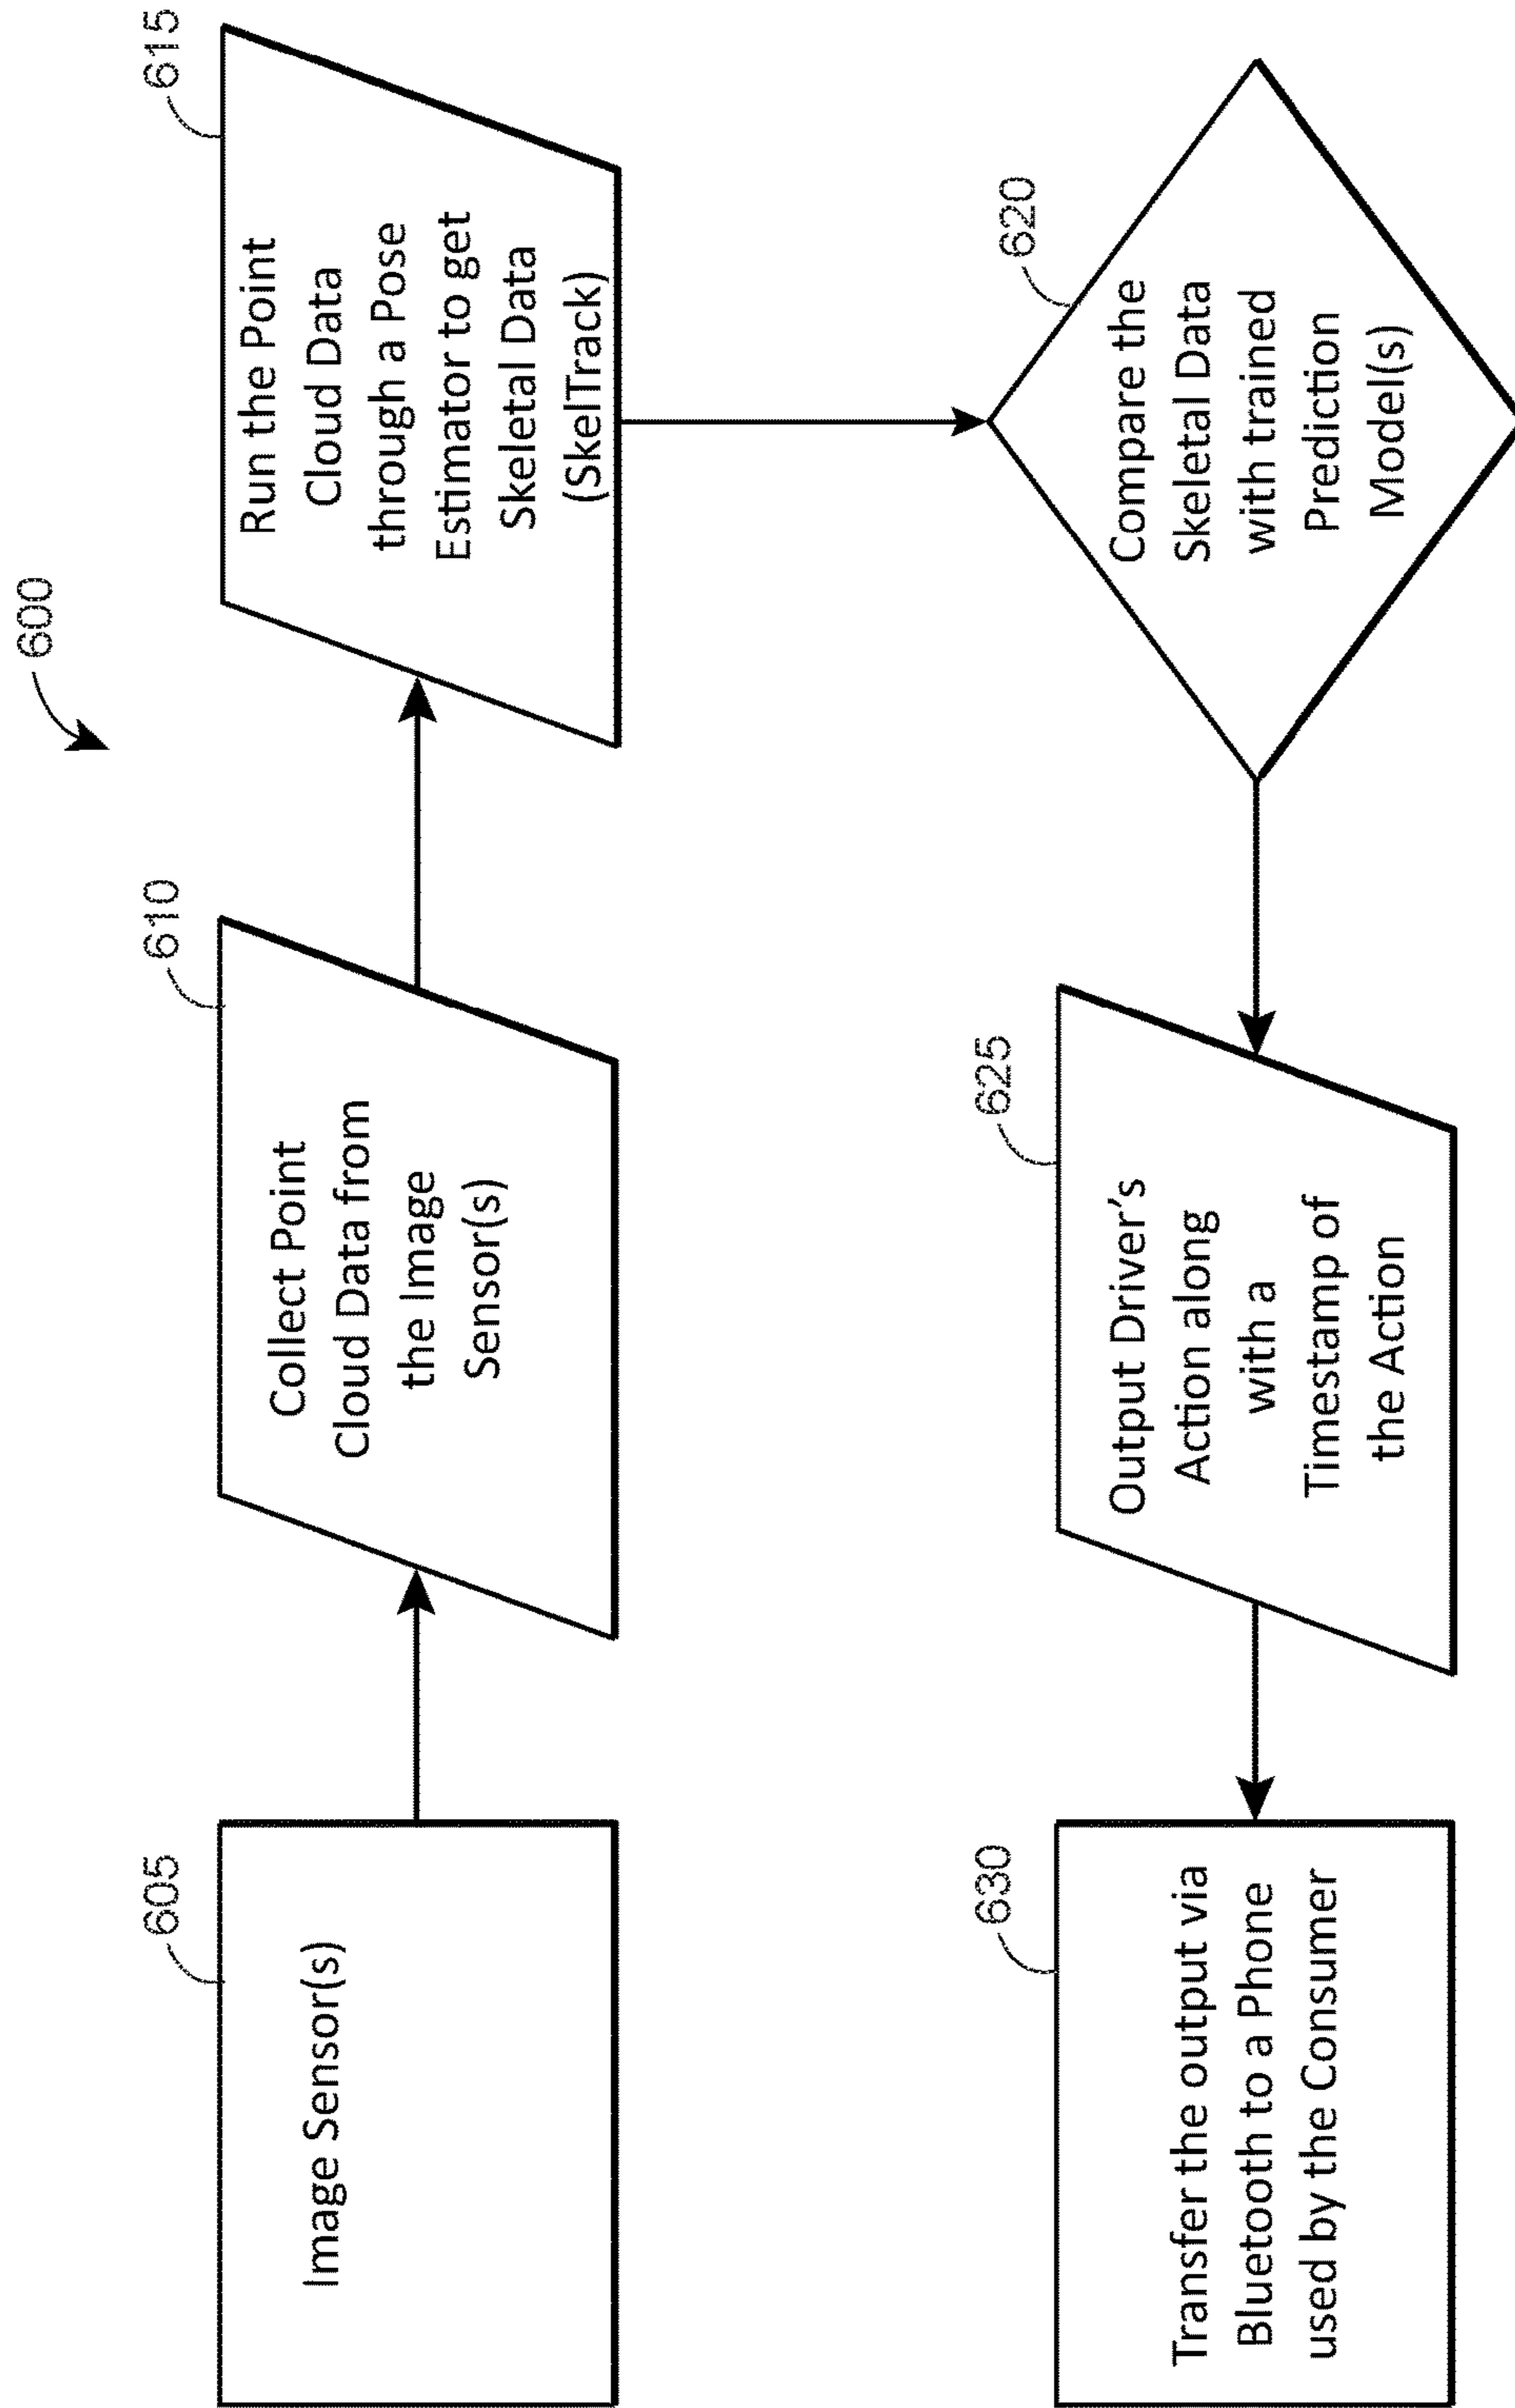 600
605
Image Sensor(s)
610
Collect Point
Cloud Data from
the Image
Sensor(s)
615
Run the Point
Cloud Data
through a Pose
Estimator to get
Skeletal Data
(SkelTrack)
620
Compare the
Skeletal Data
with trained
Prediction
Model(s)
625
Output Driver’s
Action along
with a
Timestamp of
the Action
630
Transfer the output via
Bluetooth to a Phone
used by the Consumer